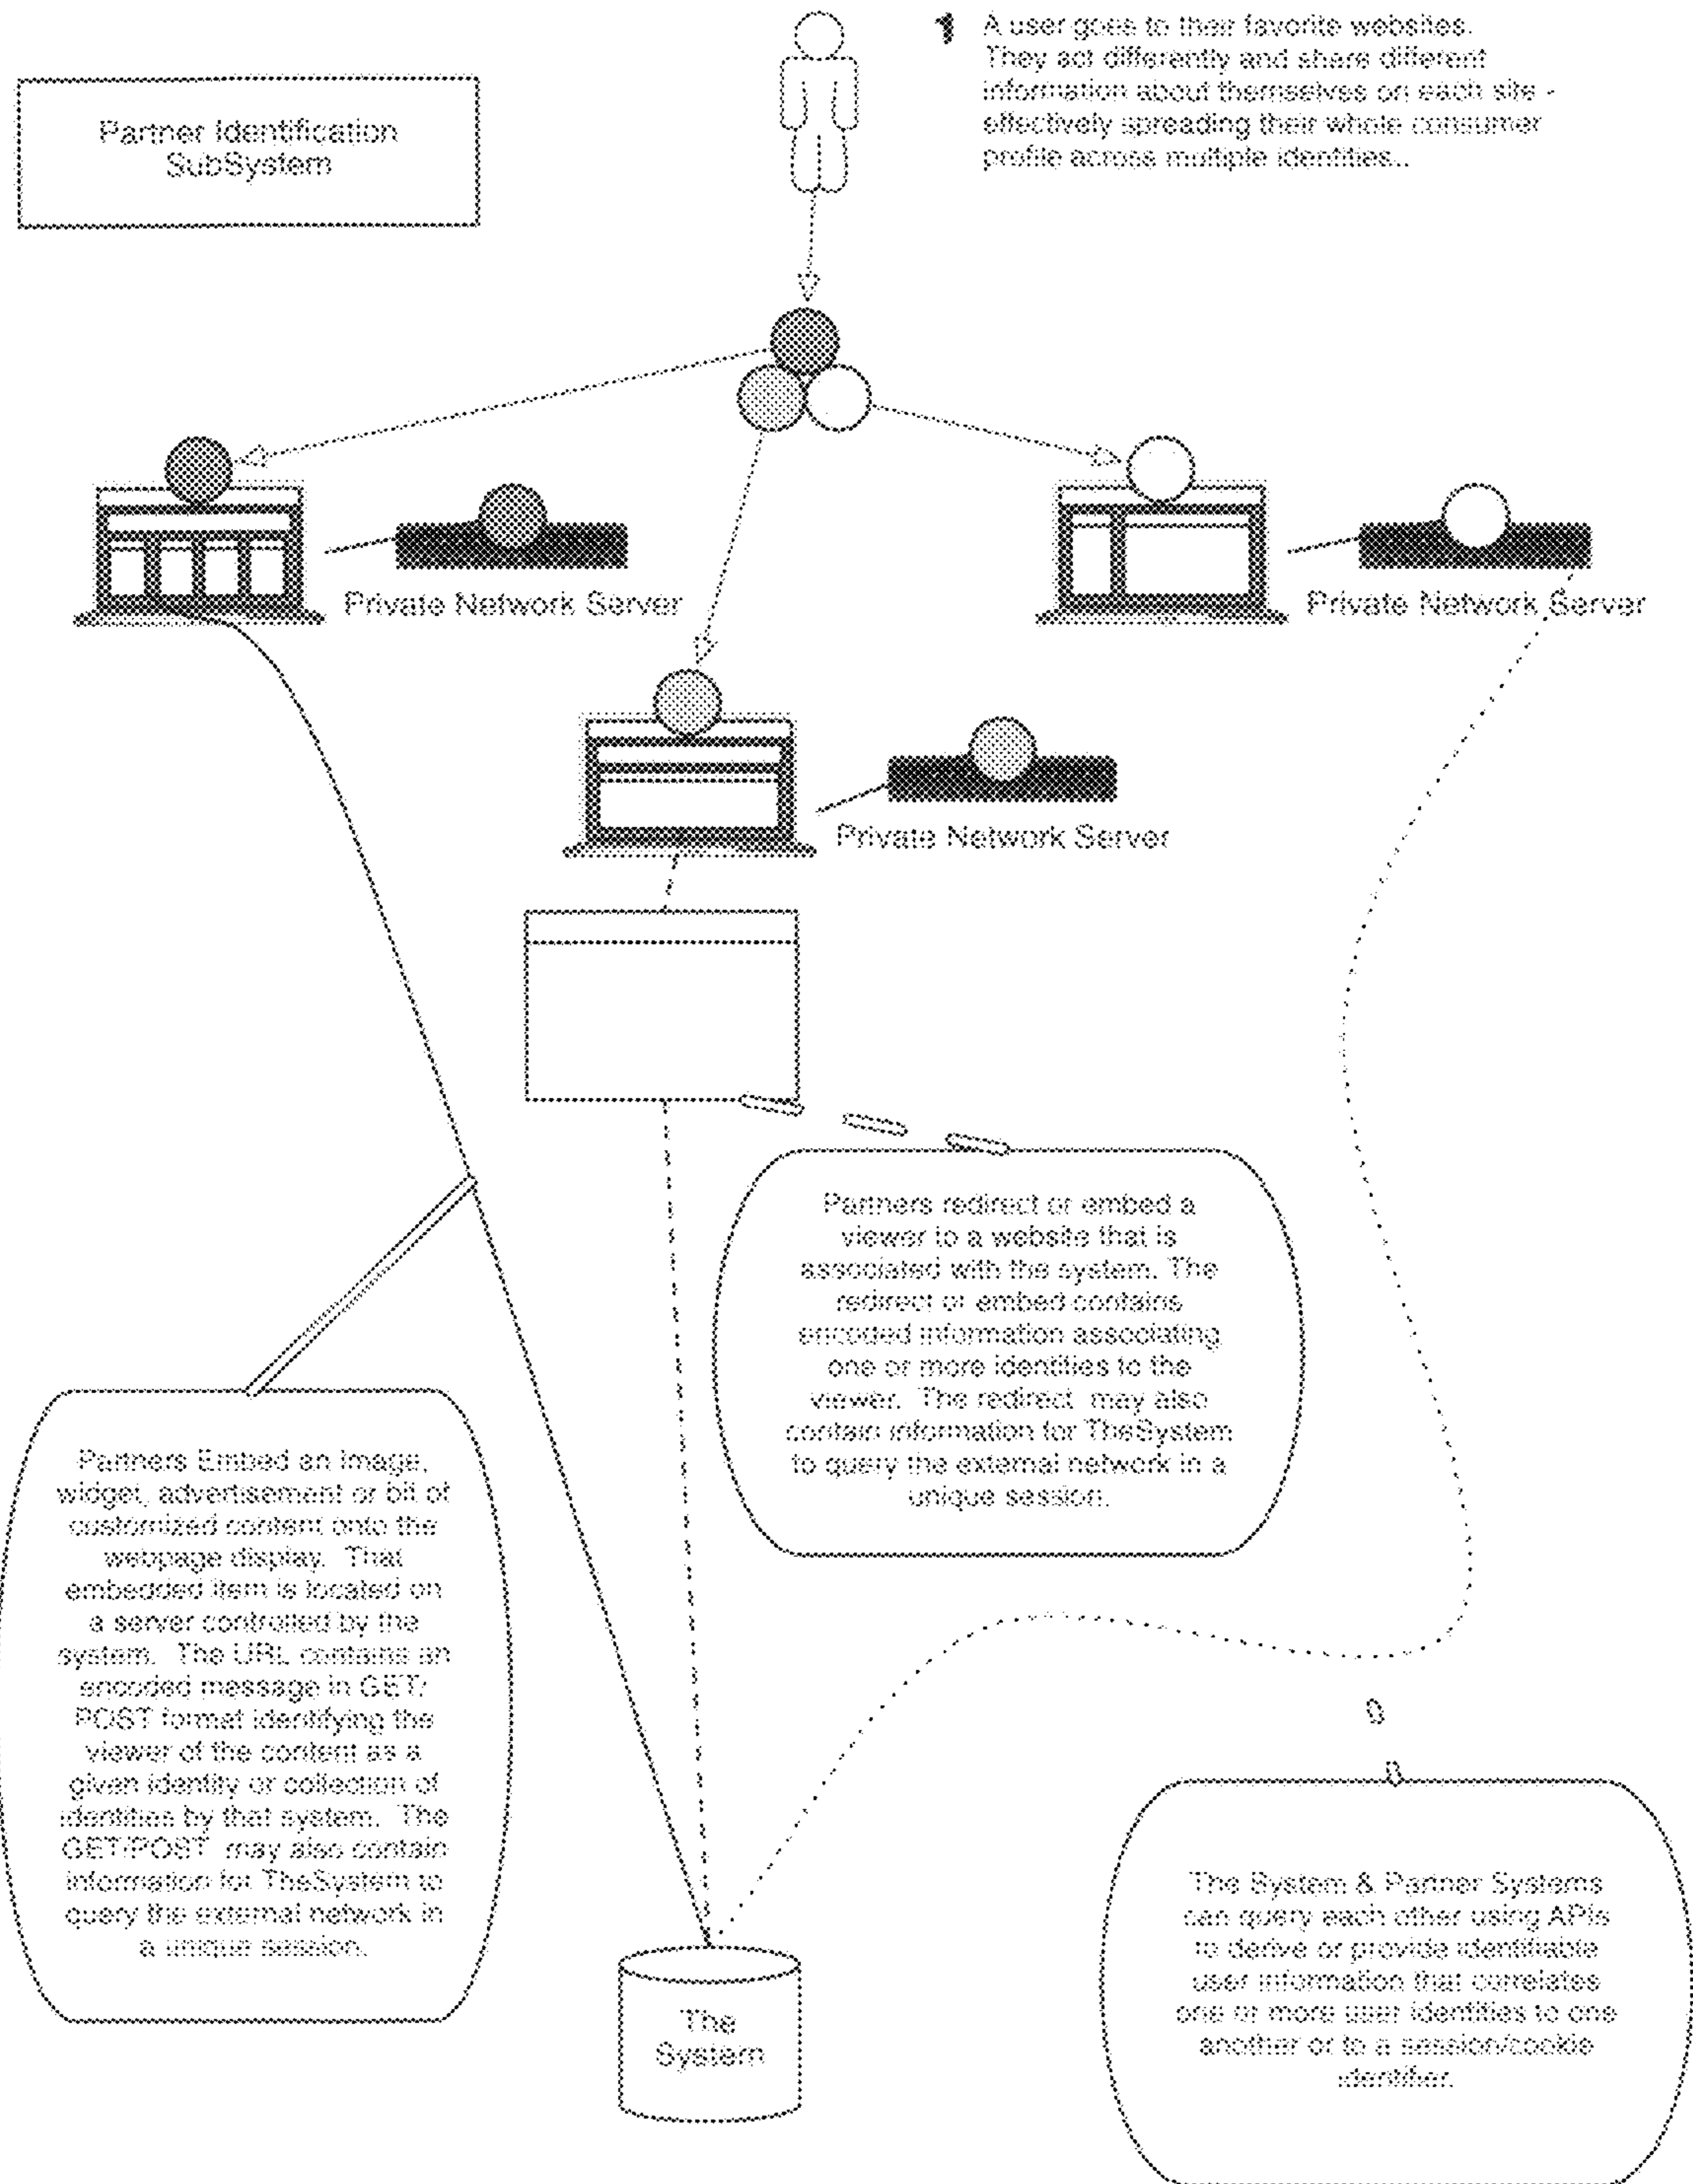 1 A user goes to their favorite websites.
They act differently and share different
information about themselves on each site -
effectively spreading their whole consumer
profile across multiple identities..
Partner Identification
SubSystem
Private Network Server
Private Network Server
Private Network Server
Partners redirect or embed a
viewer to a website that is
associated with the system. The
redirect or embed contains
encoded information associating
one or more identities to the
viewer. The redirect may also
contain information for TheSystem
to query the external network in a
unique session.
Partners Embed an image,
widget, advertisement or bit of
customized content onto the
webpage display. That
embedded item is located on
a server controlled by the
system. The URL contains an
encoded message in GET/
POST format identifying the
viewer of the content as a
given identity or collection of
identities by that system. The
GET/POST may also contain
information for TheSystem to
query the external network in
a unique session.
The System & Partner Systems
can query each other using APIs
to derive or provide identifiable
user information that correlates
one or more user identities to one
another or to a session/cookie
identifier.
The
System